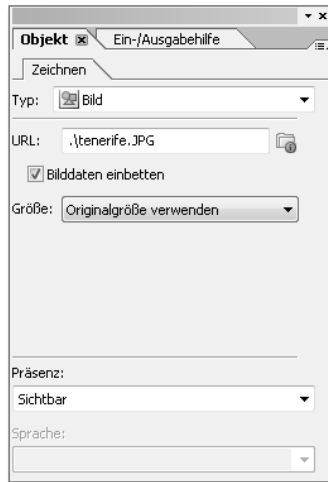 Objekt Ein-/Ausgabehilfe
Zeichnen
Typ: Bild
URL: .\tenerife.JPG
Bilddaten einbetten
Größe: Originalgröße verwenden
Präsenz:
Sichtbar
Sprache: